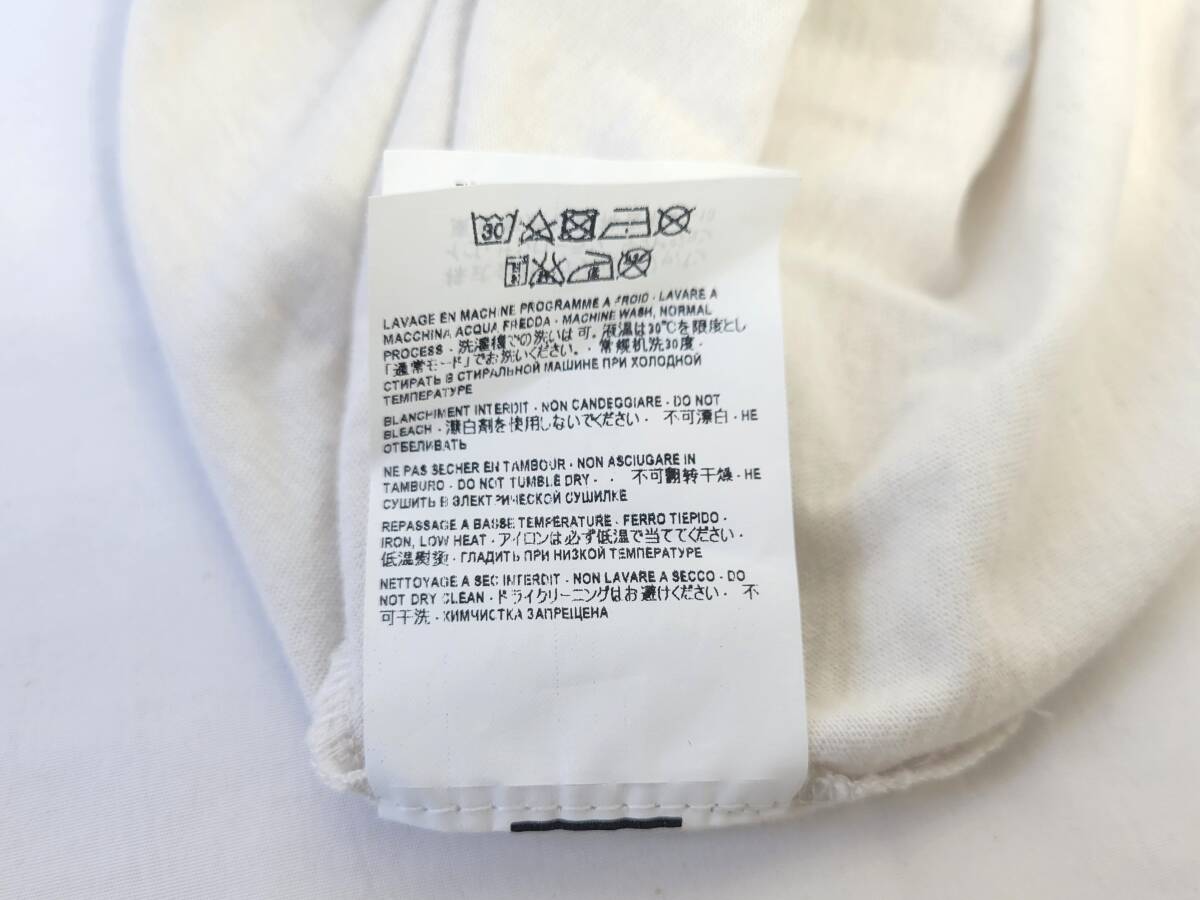 30
LAVAGE EN MACHINE PROGRAMME A FROID - LAVARE A
MACCHINA ACQUA FREDDA - MACHINE WASH, NORMAL
PROCESS - 洗濯機での洗いは可。液温は30℃を限度とし
「通常モード」でお洗いください。 - 常规机洗30度 -
СТИРАТЬ В СТИРАЛЬНОЙ МАШИНЕ ПРИ ХОЛОДНОЙ
ТЕМПЕРАТУРЕ
BLANCHIMENT INTERDIT - NON CANDEGGIARE - DO NOT
BLEACH - 漂白剤を使用しないでください - 不可漂白 - НЕ
ОТБЕЛИВАТЬ
NE PAS SECHER EN TAMBOUR - NON ASCIUGARE IN
TAMBURO - DO NOT TUMBLE DRY - - 不可翻转干燥 - НЕ
СУШИТЬ В ЭЛЕКТРИЧЕСКОЙ СУШИЛКЕ
REPASSAGE A BASSE TEMPERATURE - FERRO TIEPIDO -
IRON, LOW HEAT - アイロンは必ず低温で当ててください -
低温熨烫 - ГЛАДИТЬ ПРИ НИЗКОЙ ТЕМПЕРАТУРЕ
NETTOYAGE A SEC INTERDIT - NON LAVARE A SECCO - DO
NOT DRY CLEAN - ドライクリーニングはお避けください - 不
可干洗 - ХИМЧИСТКА ЗАПРЕЩЕНА